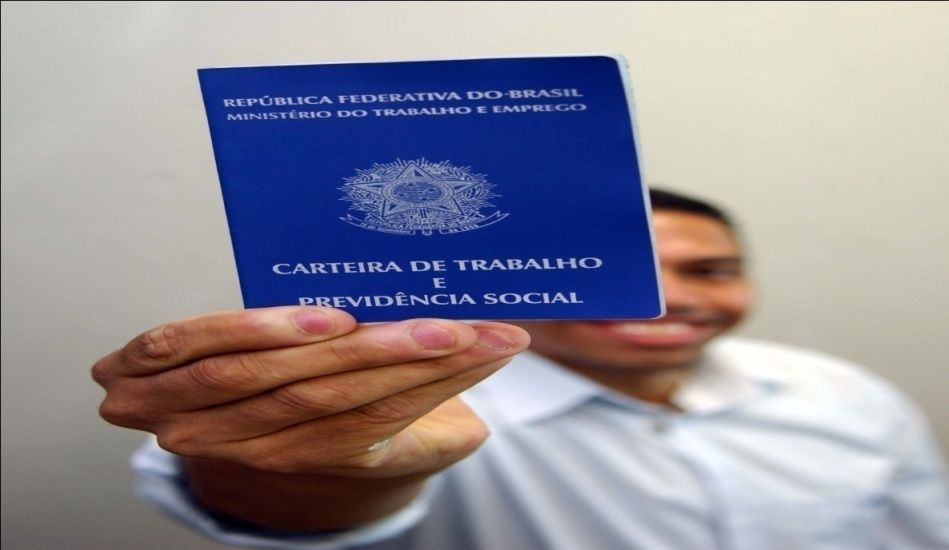 REPÚBLICA FEDERATIVA DO BRASIL
MINISTÉRIO DO TRABALHO E EMPREGO
CARTEIRA DE TRABALHO
E
PREVIDÊNCIA SOCIAL